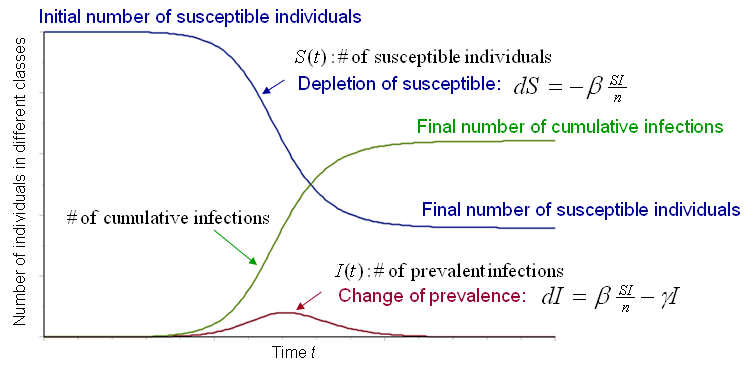 Initial number of susceptible individuals
S(t) : # of susceptible individuals
Depletion of susceptible: dS = −β SI/n
Final number of cumulative infections
# of cumulative infections
Final number of susceptible individuals
I(t) : # of prevalent infections
Change of prevalence: dI = β SI/n − γI
Number of individuals in different classes
Time t